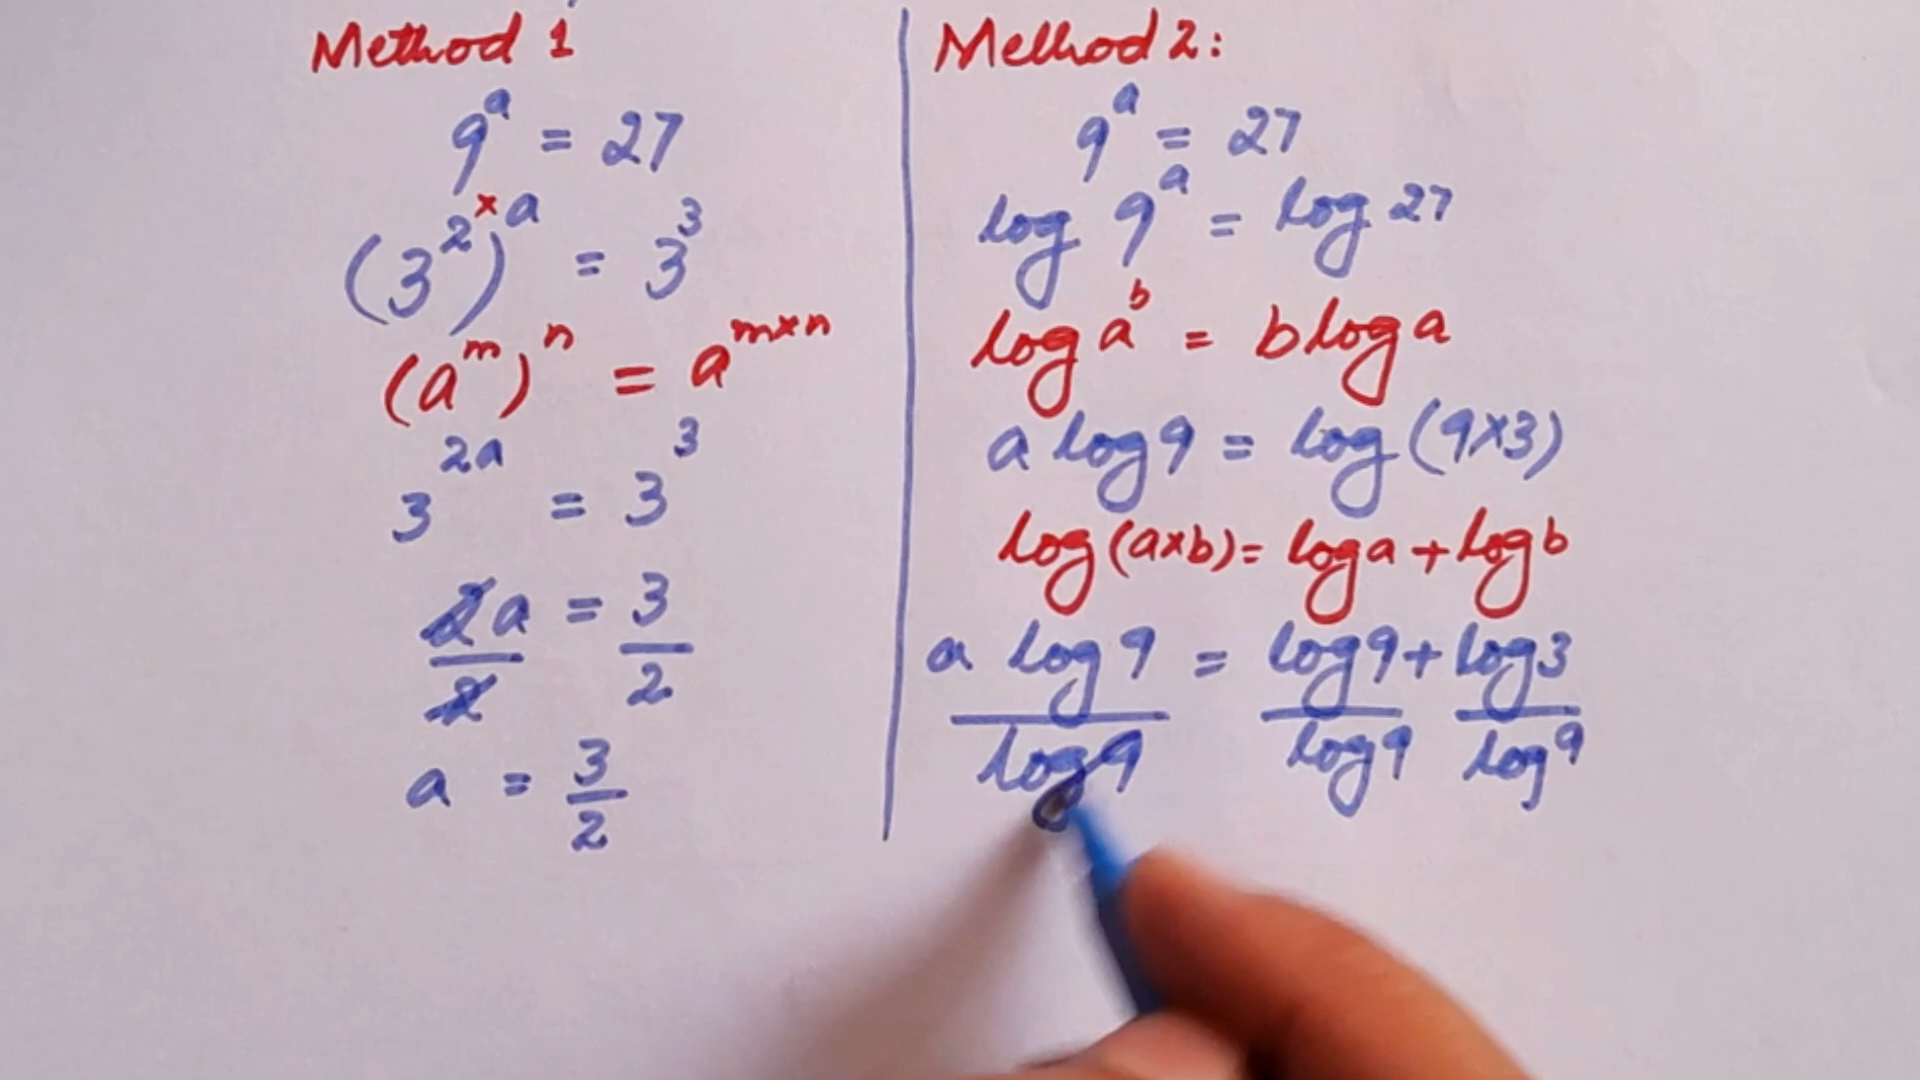 Method 1
9^a = 27
(3^2)^×a = 3^3
(a^m)^n = a^m×n
3^2a = 3^3
2a/2 = 3/2
a = 3/2
Method 2:
9^a = 27
log 9^a = log 27
log a^b = b log a
a log 9 = log (9×3)
log (a×b) = log a + log b
a log 9 = log 9 + log 3
log 9 log 9 log 9